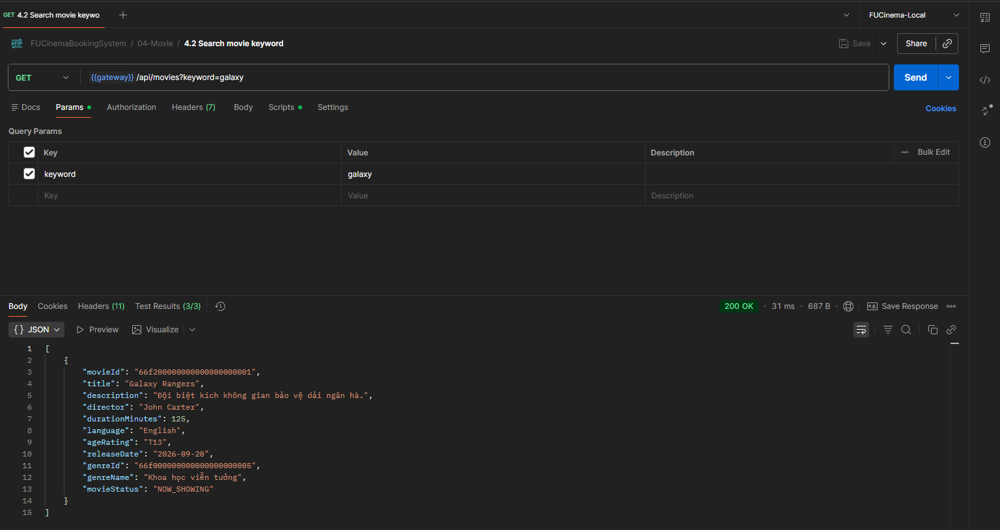 GET 4.2 Search movie keywo
FUCinema-Local
HTTP FUCinemaBookingSystem / 04-Movie / 4.2 Search movie keyword
Save
Share
GET
{{gateway}} /api/movies?keyword=galaxy
Send
Docs Params Authorization Headers (7) Body Scripts Settings
Cookies
Query Params
Key Value Description
Bulk Edit
keyword galaxy
Key Value Description
Body Cookies Headers (11) Test Results (3/3)
200 OK • 31 ms • 687 B
e.g. Save Response
{} JSON Preview Visualize
1 [
2 {
3 "movieId": "66f200000000000000000001",
4 "title": "Galaxy Rangers",
5 "description": "Đội biệt kích không gian bảo vệ dải ngân hà.",
6 "director": "John Carter",
7 "durationMinutes": 125,
8 "language": "English",
9 "ageRating": "T13",
10 "releaseDate": "2026-09-20",
11 "genreId": "66f000000000000000000005",
12 "genreName": "Khoa học viễn tưởng",
13 "movieStatus": "NOW_SHOWING"
14 }
15 ]